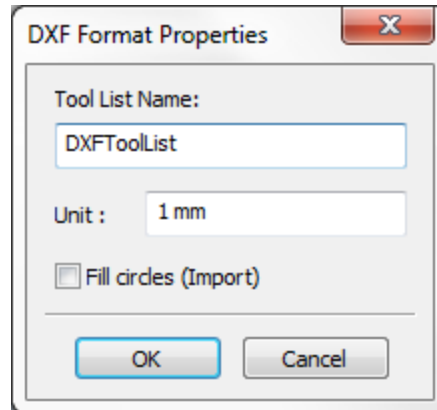 DXF Format Properties
Tool List Name:
DXFToolList
Unit : 1 mm
Fill circles (Import)
OK Cancel